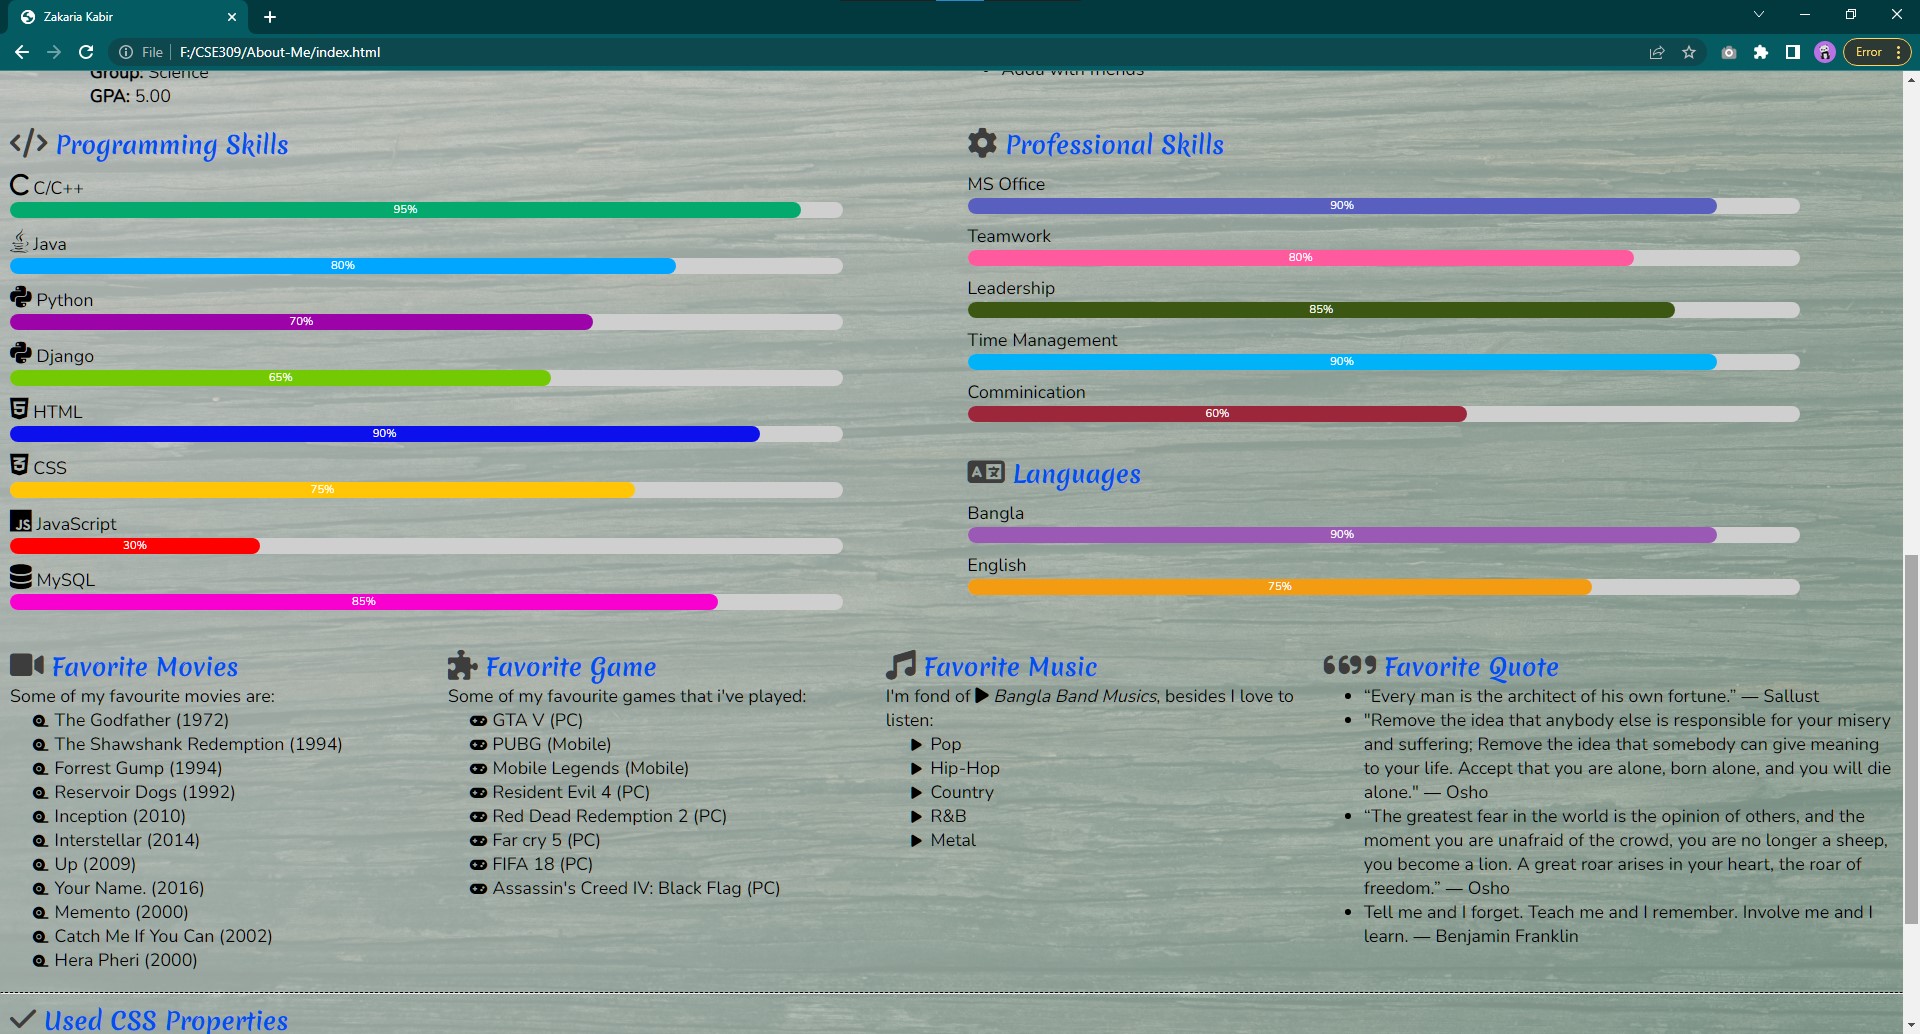 Zakaria Kabir
File
F:/CSE309/About-Me/index.html
Error
Group: Science
GPA: 5.00
Adda with friends
Programming Skills
C/C++
95%
Java
80%
Python
70%
Django
65%
HTML
90%
CSS
75%
JS JavaScript
30%
MySQL
85%
Professional Skills
MS Office
90%
Teamwork
80%
Leadership
85%
Time Management
90%
Comminication
60%
Languages
Bangla
90%
English
75%
Favorite Movies
Some of my favourite movies are:
The Godfather (1972)
The Shawshank Redemption (1994)
Forrest Gump (1994)
Reservoir Dogs (1992)
Inception (2010)
Interstellar (2014)
Up (2009)
Your Name. (2016)
Memento (2000)
Catch Me If You Can (2002)
Hera Pheri (2000)
Favorite Game
Some of my favourite games that i've played:
GTA V (PC)
PUBG (Mobile)
Mobile Legends (Mobile)
Resident Evil 4 (PC)
Red Dead Redemption 2 (PC)
Far cry 5 (PC)
FIFA 18 (PC)
Assassin's Creed IV: Black Flag (PC)
Favorite Music
I'm fond of Bangla Band Musics, besides I love to
listen:
Pop
Hip-Hop
Country
R&B
Metal
Favorite Quote
“Every man is the architect of his own fortune.” — Sallust
"Remove the idea that anybody else is responsible for your misery
and suffering; Remove the idea that somebody can give meaning
to your life. Accept that you are alone, born alone, and you will die
alone." — Osho
“The greatest fear in the world is the opinion of others, and the
moment you are unafraid of the crowd, you are no longer a sheep,
you become a lion. A great roar arises in your heart, the roar of
freedom.” — Osho
Tell me and I forget. Teach me and I remember. Involve me and I
learn. — Benjamin Franklin
Used CSS Properties